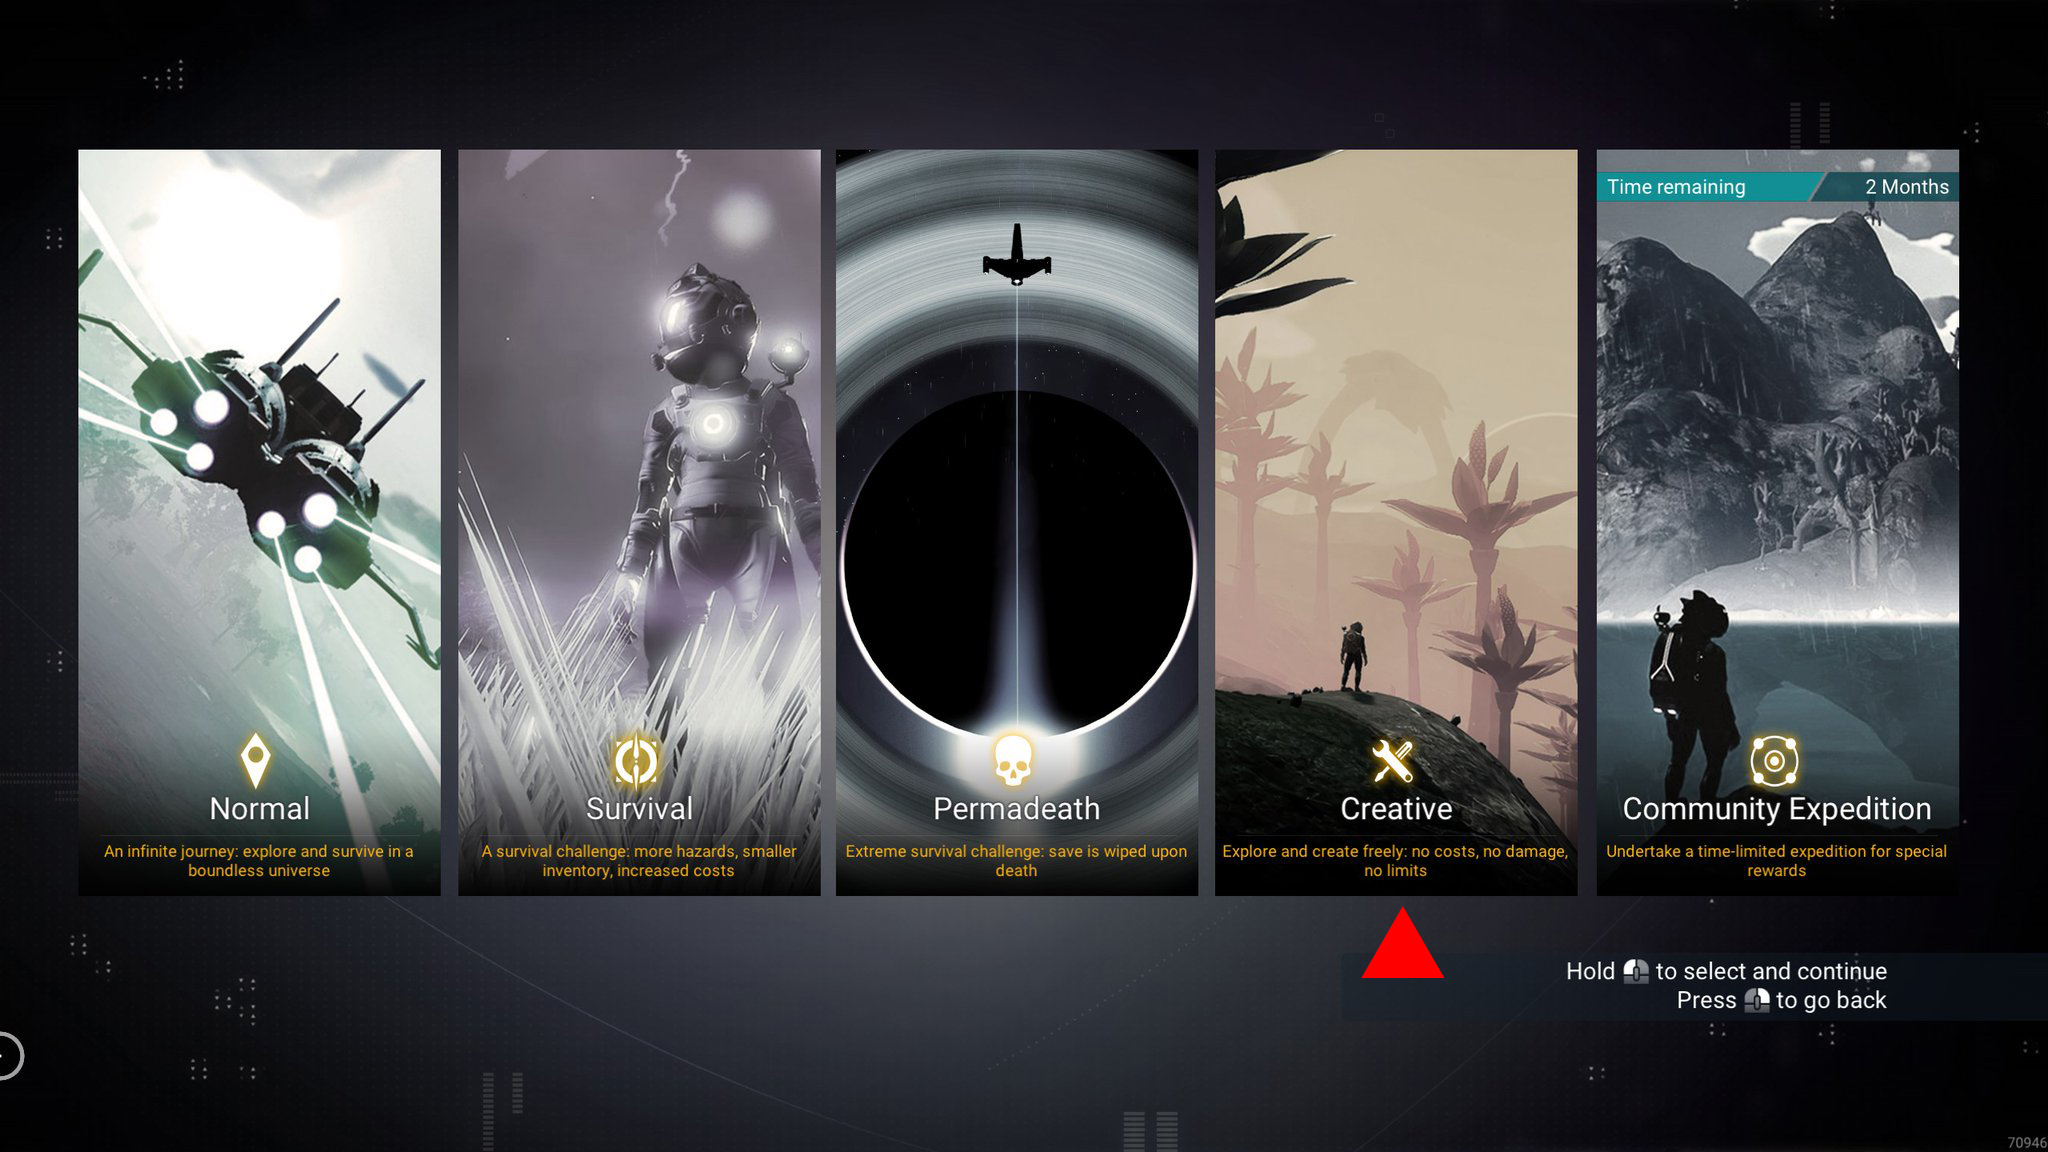 Time remaining 2 Months
Normal
An infinite journey: explore and survive in a
boundless universe
Survival
A survival challenge: more hazards, smaller
inventory, increased costs
Permadeath
Extreme survival challenge: save is wiped upon
death
Creative
Explore and create freely: no costs, no damage,
no limits
Community Expedition
Undertake a time-limited expedition for special
rewards
Hold to select and continue
Press to go back
70946